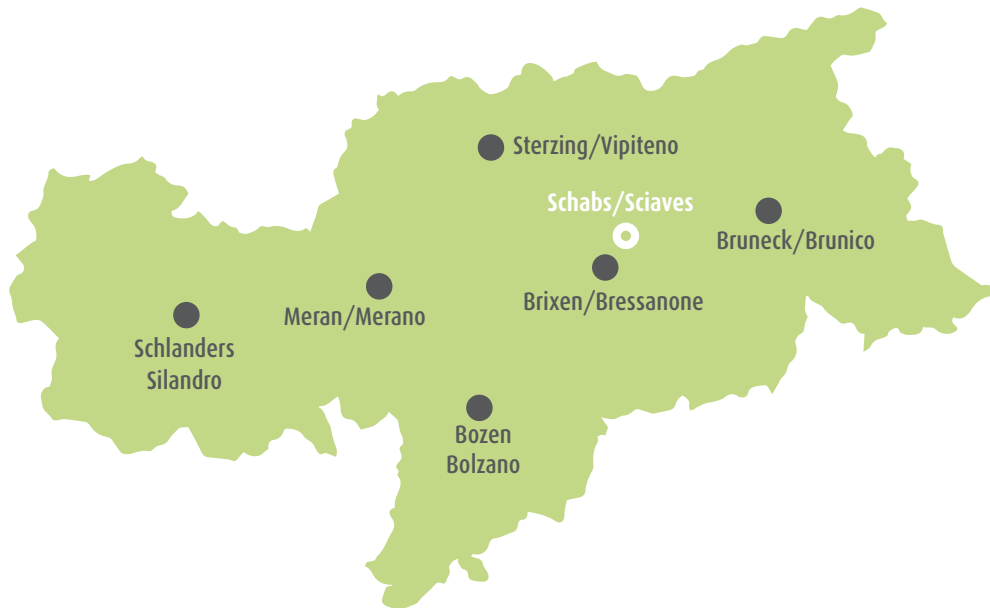 Sterzing/Vipiteno
Schabs/Sciaves
Bruneck/Brunico
Brixen/Bressanone
Meran/Merano
Schlanders
Silandro
Bozen
Bolzano